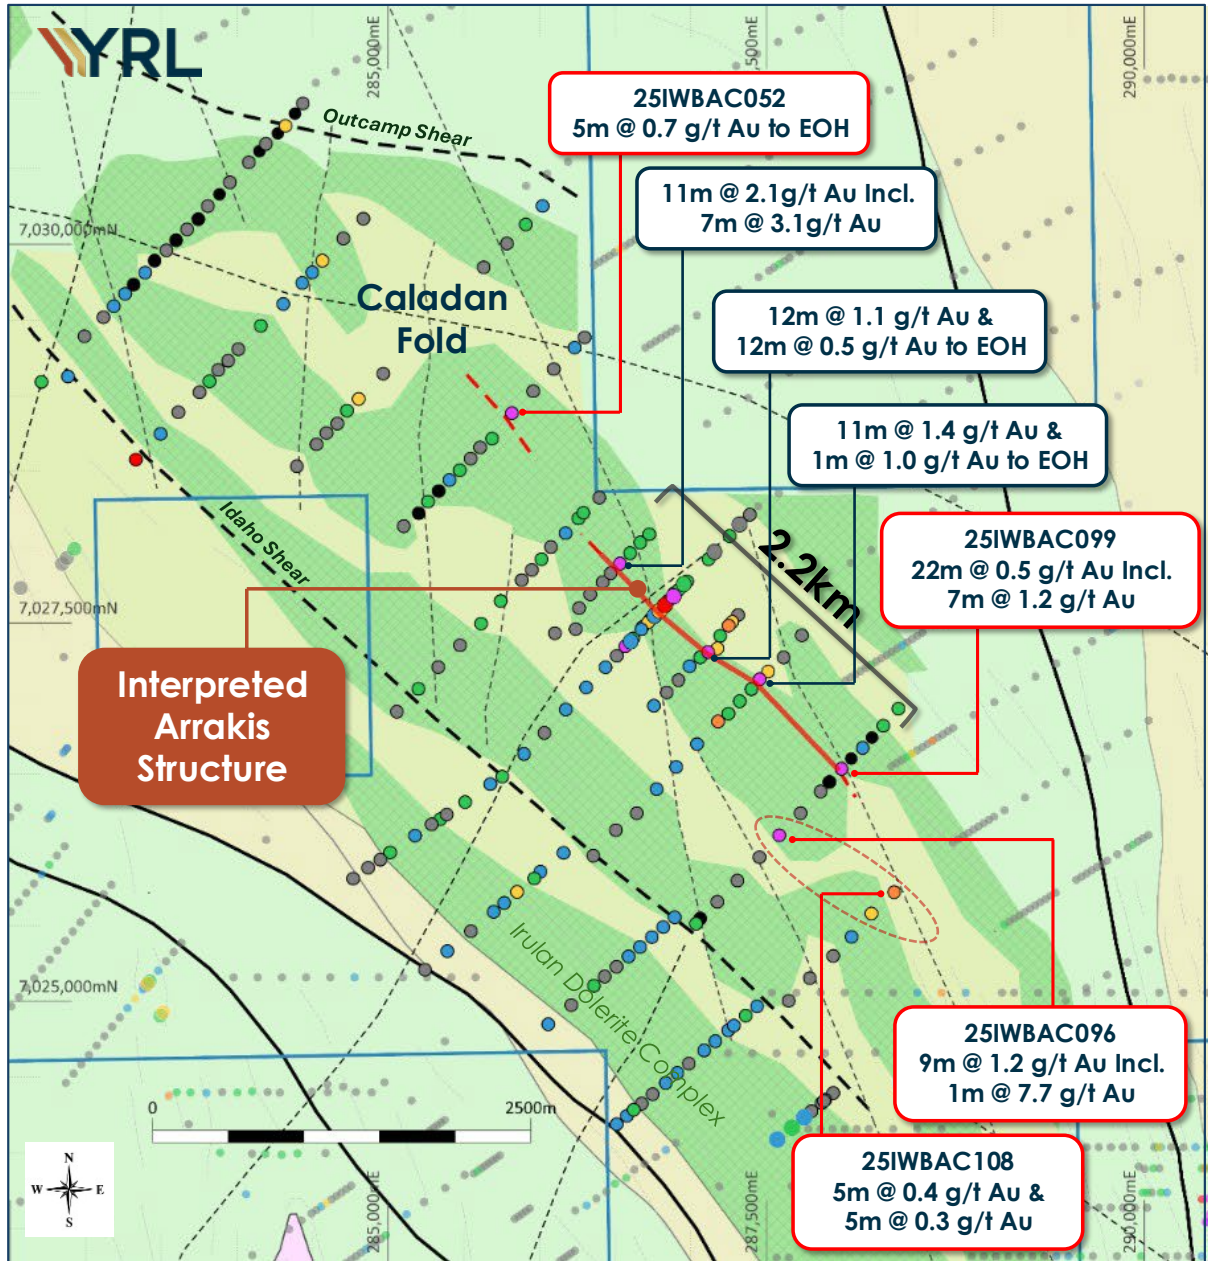 YRL
285,000mE
,500mE
290,000mE
25IWBAC052
5m @ 0.7 g/t Au to EOH
Outcamp Shear
11m @ 2.1g/t Au Incl.
7m @ 3.1g/t Au
7,030,000mN
Caladan
Fold
12m @ 1.1 g/t Au &
12m @ 0.5 g/t Au to EOH
11m @ 1.4 g/t Au &
1m @ 1.0 g/t Au to EOH
Idaho Shear
2.2km
25IWBAC099
22m @ 0.5 g/t Au Incl.
7m @ 1.2 g/t Au
7,027,500mN
Interpreted
Arrakis
Structure
Irulan Dolerite Complex
7,025,000mN
25IWBAC096
9m @ 1.2 g/t Au Incl.
1m @ 7.7 g/t Au
0
2500m
25IWBAC108
5m @ 0.4 g/t Au &
5m @ 0.3 g/t Au
N
W
E
S
285,000mE
287,500mE
290,000mE